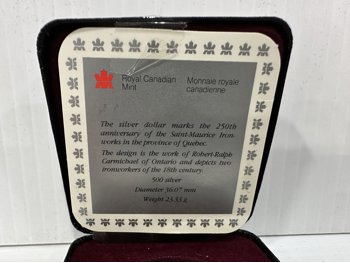 Royal Canadian
Mint
Monnaie royale
canadienne
The silver dollar marks the 250th
anniversary of the Saint-Maurice Iron-
works in the province of Quebec.
The design is the work of Robert-Ralph
Carmichael of Ontario and depicts two
ironworkers of the 18th century.
500 silver
Diameter 36.07 mm
Weight 23.33 g